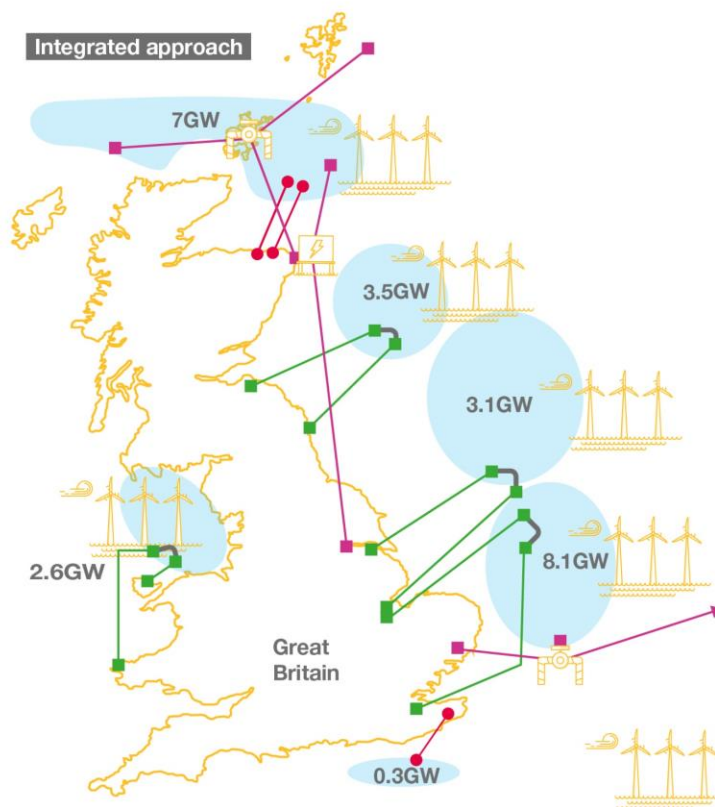 Integrated approach
7GW
3.5GW
3.1GW
2.6GW
8.1GW
Great
Britain
0.3GW